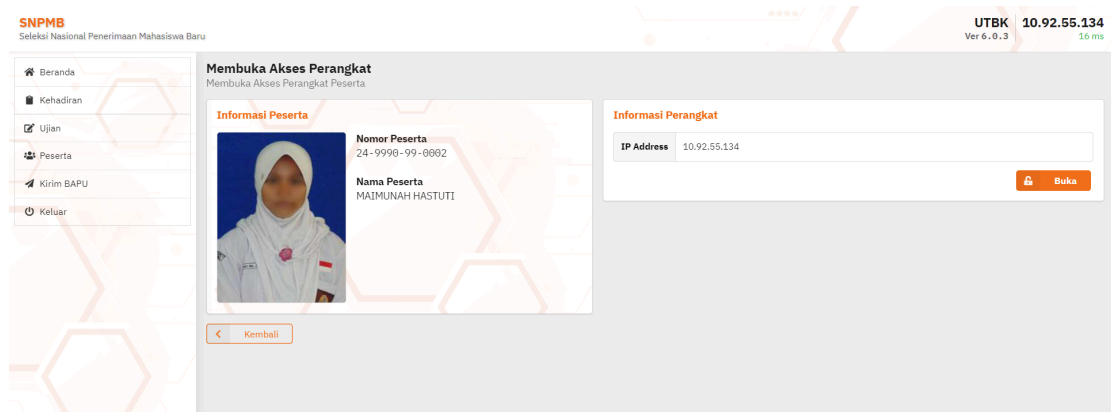 SNPMB
Seleksi Nasional Penerimaan Mahasiswa Baru
UTBK
Ver 6.0.3
10.92.55.134
16 ms
Beranda
Kehadiran
Ujian
Peserta
Kirim BAPU
Keluar
Membuka Akses Perangkat
Membuka Akses Perangkat Peserta
Informasi Peserta
Nomor Peserta
24-9990-99-0002
Nama Peserta
MAIMUNAH HASTUTI
Informasi Perangkat
IP Address 10.92.55.134
Buka
Kembali